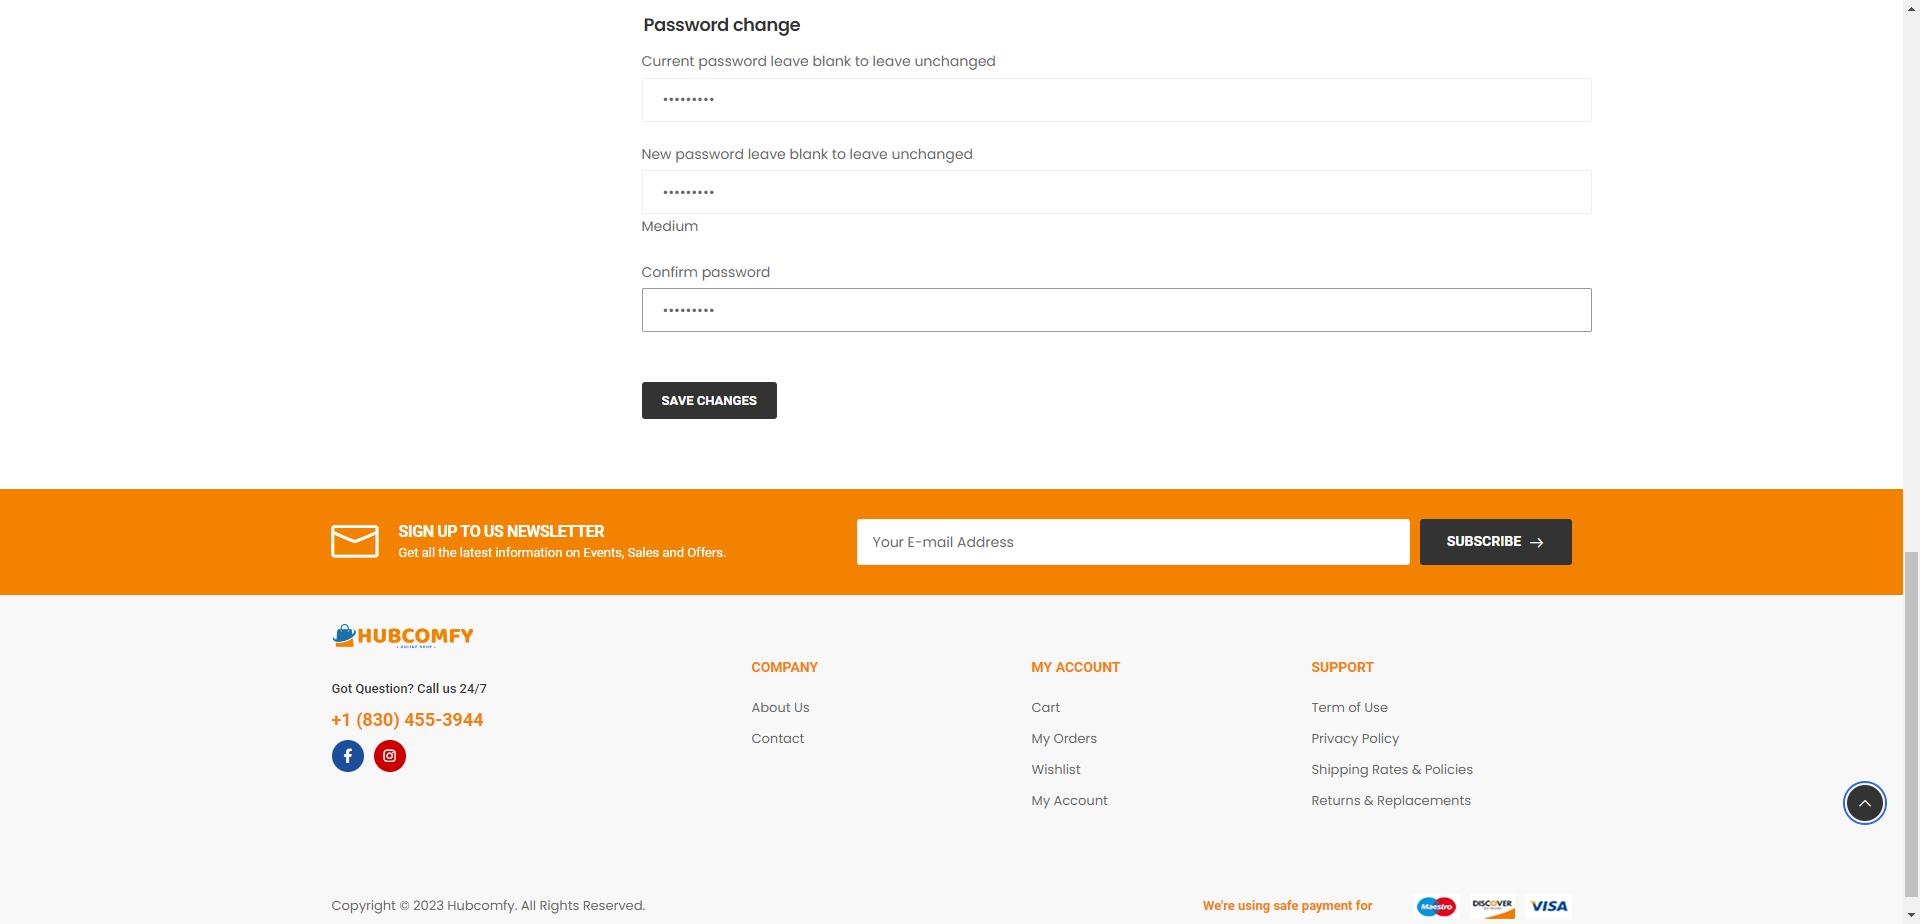 Password change
Current password leave blank to leave unchanged
•••••••••
New password leave blank to leave unchanged
•••••••••
Medium
Confirm password
•••••••••
SAVE CHANGES
SIGN UP TO US NEWSLETTER
Get all the latest information on Events, Sales and Offers.
Your E-mail Address
SUBSCRIBE
HUBCOMFY
- ONLINE SHOP -
Got Question? Call us 24/7
+1 (830) 455-3944
COMPANY
About Us
Contact
MY ACCOUNT
Cart
My Orders
Wishlist
My Account
SUPPORT
Term of Use
Privacy Policy
Shipping Rates & Policies
Returns & Replacements
Copyright © 2023 Hubcomfy. All Rights Reserved.
We're using safe payment for
Maestro
DISCOVER
VISA